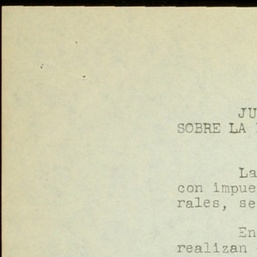 JU
SOBRE LA
La
con impue
rales, se
En
realizan